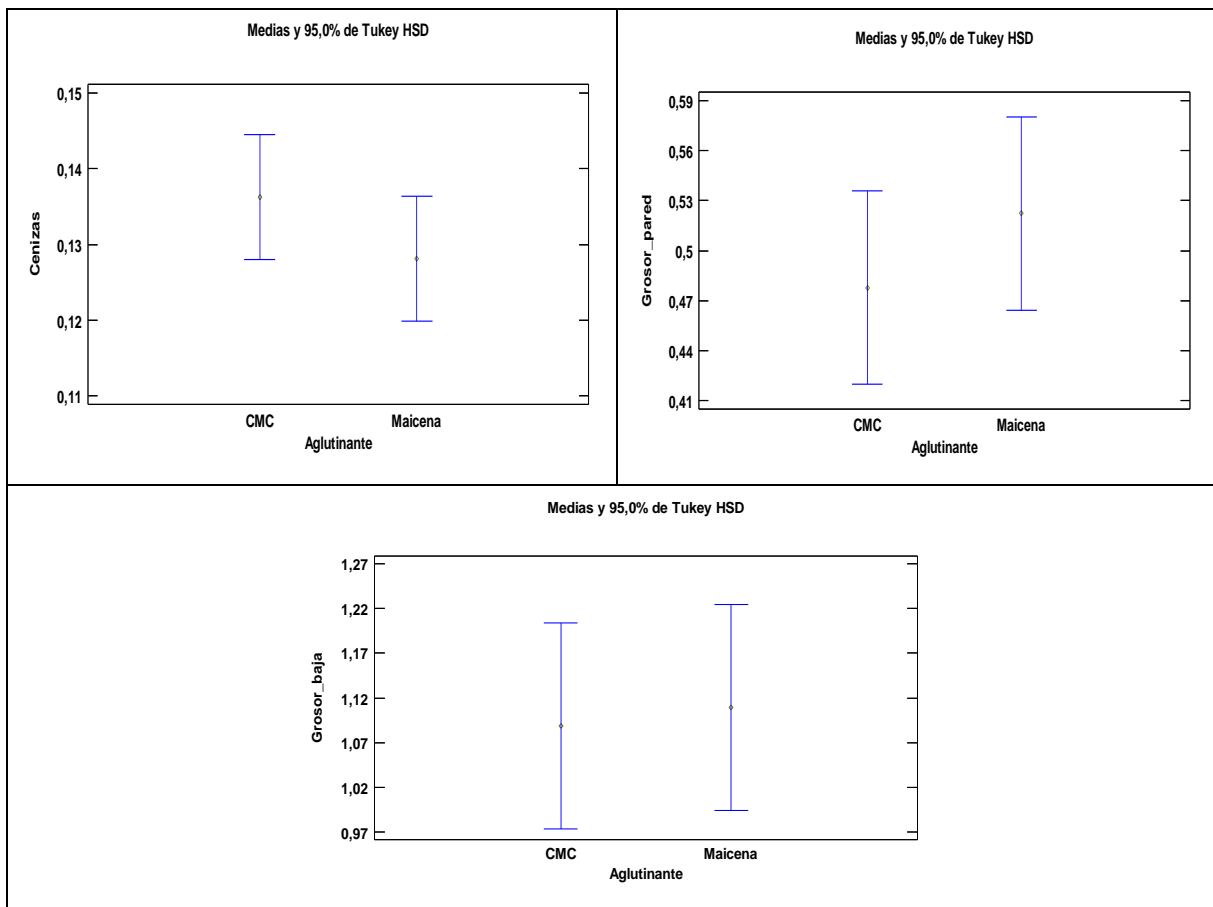 Medias y 95,0% de Tukey HSD
0,15
0,14
0,13
0,12
0,11
Cenizas
CMC
Maicena
Aglutinante
Medias y 95,0% de Tukey HSD
0,59
0,56
0,53
0,5
0,47
0,44
0,41
Grosor_pared
CMC
Maicena
Aglutinante
Medias y 95,0% de Tukey HSD
1,27
1,22
1,17
1,12
1,07
1,02
0,97
Grosor_baja
CMC
Maicena
Aglutinante